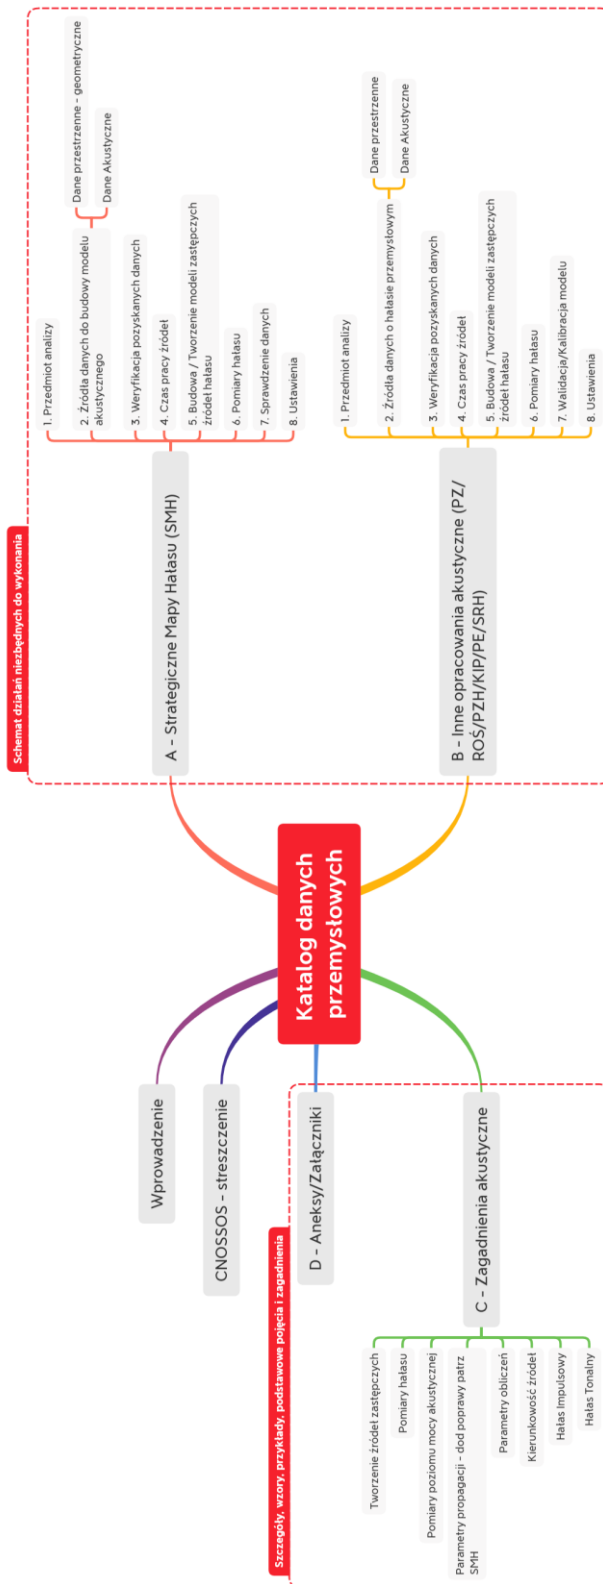 Katalog danych
przemysłowych
Wprowadzenie
CNOSSOS - streszczenie
Schemat działań niezbędnych do wykonania
A - Strategiczne Mapy Hałasu (SMH)
1. Przedmiot analizy
2. Źródła danych do budowy modelu
akustycznego
Dane przestrzenne - geometryczne
Dane Akustyczne
3. Weryfikacja pozyskanych danych
4. Czas pracy źródeł
5. Budowa / Tworzenie modeli zastępczych
źródeł hałasu
6. Pomiary hałasu
7. Sprawdzenie danych
8. Ustawienia
B - Inne opracowania akustyczne (PZ/
ROŚ/PZH/KIP/PE/SRH)
1. Przedmiot analizy
2. Źródła danych o hałasie przemysłowym
Dane przestrzenne
Dane Akustyczne
3. Weryfikacja pozyskanych danych
4. Czas pracy źródeł
5. Budowa / Tworzenie modeli zastępczych
źródeł hałasu
6. Pomiary hałasu
7. Walidacja/Kalibracja modelu
8. Ustawienia
Szczegóły, wzory, przykłady, podstawowe pojęcia i zagadnienia
D - Aneksy/Załączniki
C - Zagadnienia akustyczne
Tworzenie źródeł zastępczych
Pomiary hałasu
Pomiary poziomu mocy akustycznej
Parametry propagacji - dod poprawy patrz
SMH
Parametry obliczeń
Kierunkowość źródeł
Hałas Impulsowy
Hałas Tonalny